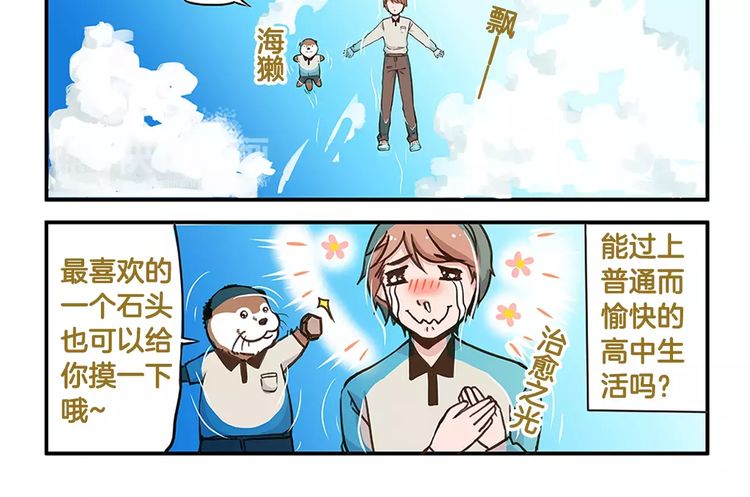 海獭
飘——
最喜欢的
一个石头
也可以给
你摸一下
哦~
治愈之光
能过上
普通而
愉快的
高中生
活吗?